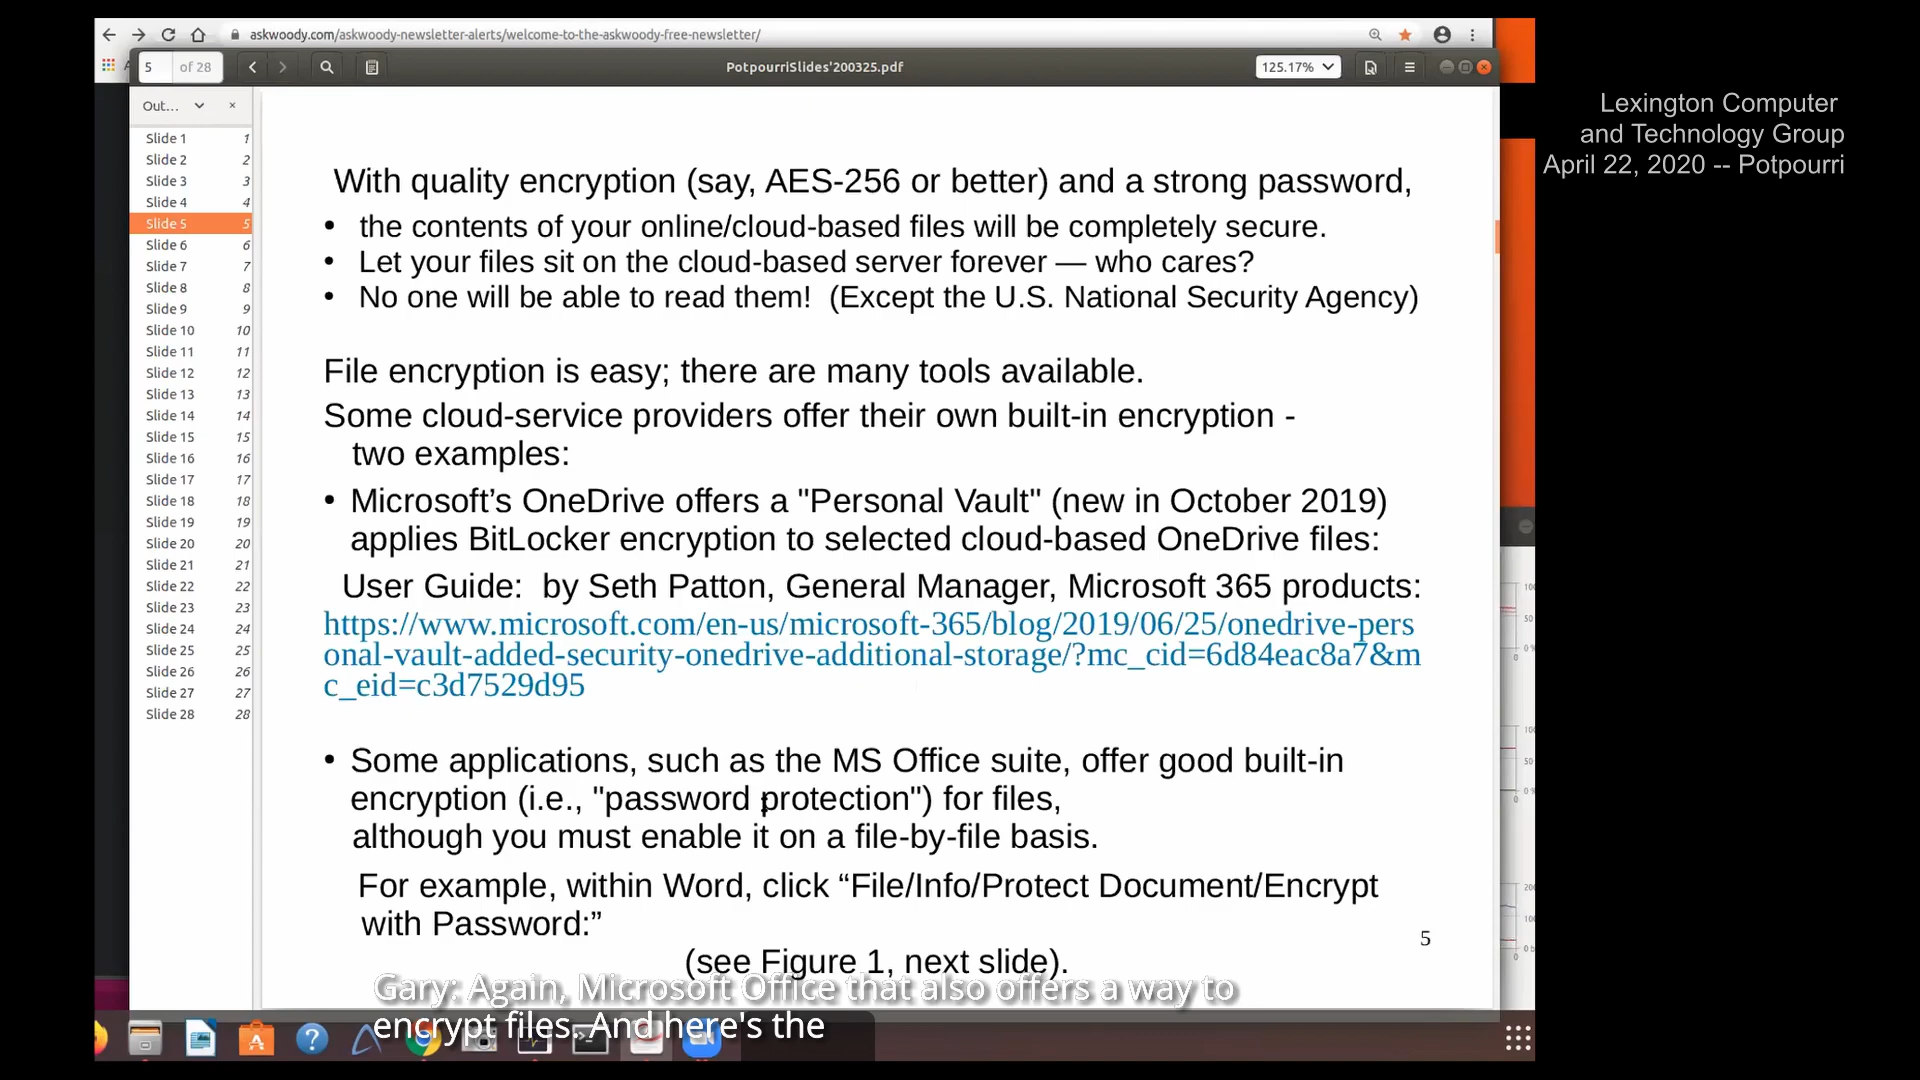 askwoody.com/askwoody-newsletter-alerts/welcome-to-the-askwoody-free-newsletter/
5 of 28
PotpourriSlides'200325.pdf
125.17%
Lexington Computer
and Technology Group
April 22, 2020 -- Potpourri
Out...
Slide 1 1
Slide 2 2
Slide 3 3
Slide 4 4
Slide 5 5
Slide 6 6
Slide 7 7
Slide 8 8
Slide 9 9
Slide 10 10
Slide 11 11
Slide 12 12
Slide 13 13
Slide 14 14
Slide 15 15
Slide 16 16
Slide 17 17
Slide 18 18
Slide 19 19
Slide 20 20
Slide 21 21
Slide 22 22
Slide 23 23
Slide 24 24
Slide 25 25
Slide 26 26
Slide 27 27
Slide 28 28
With quality encryption (say, AES-256 or better) and a strong password,
• the contents of your online/cloud-based files will be completely secure.
• Let your files sit on the cloud-based server forever — who cares?
• No one will be able to read them! (Except the U.S. National Security Agency)
File encryption is easy; there are many tools available.
Some cloud-service providers offer their own built-in encryption -
two examples:
• Microsoft’s OneDrive offers a "Personal Vault" (new in October 2019)
applies BitLocker encryption to selected cloud-based OneDrive files:
User Guide: by Seth Patton, General Manager, Microsoft 365 products:
https://www.microsoft.com/en-us/microsoft-365/blog/2019/06/25/onedrive-pers
onal-vault-added-security-onedrive-additional-storage/?mc_cid=6d84eac8a7&m
c_eid=c3d7529d95
• Some applications, such as the MS Office suite, offer good built-in
encryption (i.e., "password protection") for files,
although you must enable it on a file-by-file basis.
For example, within Word, click “File/Info/Protect Document/Encrypt
with Password:”
5
(see Figure 1, next slide).
Gary: Again, Microsoft Office that also offers a way to
encrypt files. And here's the